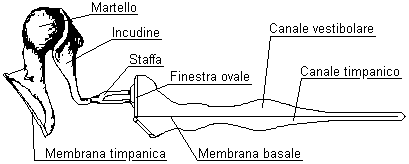 Martello
Incudine
Canale vestibolare
Staffa
Finestra ovale
Canale timpanico
Membrana timpanica
Membrana basale